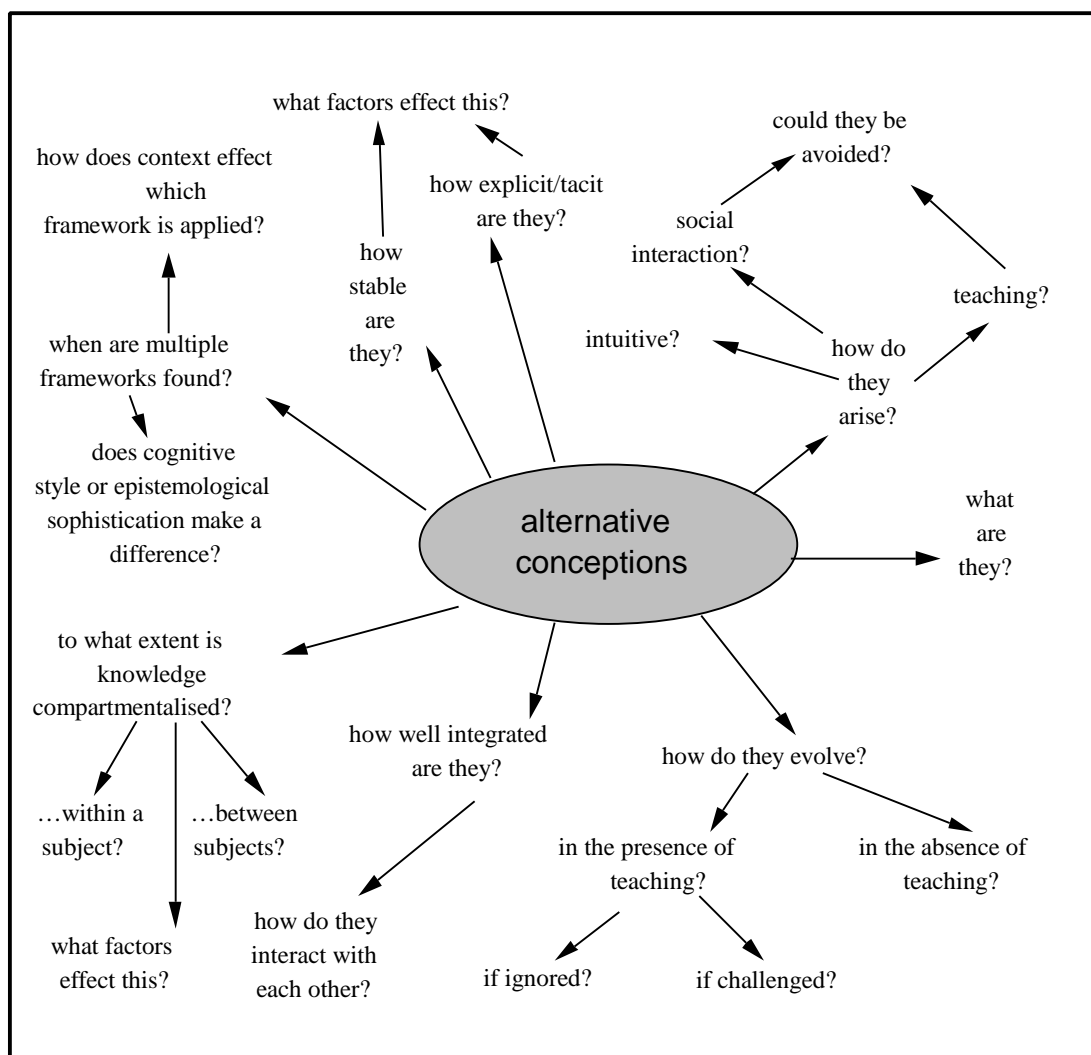 what factors effect this?
could they be
avoided?
how does context effect
which
framework is applied?
how explicit/tacit
are they?
social
interaction?
how
stable
are
they?
teaching?
when are multiple
frameworks found?
intuitive?
how do
they
arise?
does cognitive
style or epistemological
sophistication make a
difference?
alternative
conceptions
what
are
they?
to what extent is
knowledge
compartmentalised?
how well integrated
are they?
how do they evolve?
…within a
subject?
…between
subjects?
in the presence of
teaching?
in the absence of
teaching?
what factors
effect this?
how do they
interact with
each other?
if ignored?
if challenged?